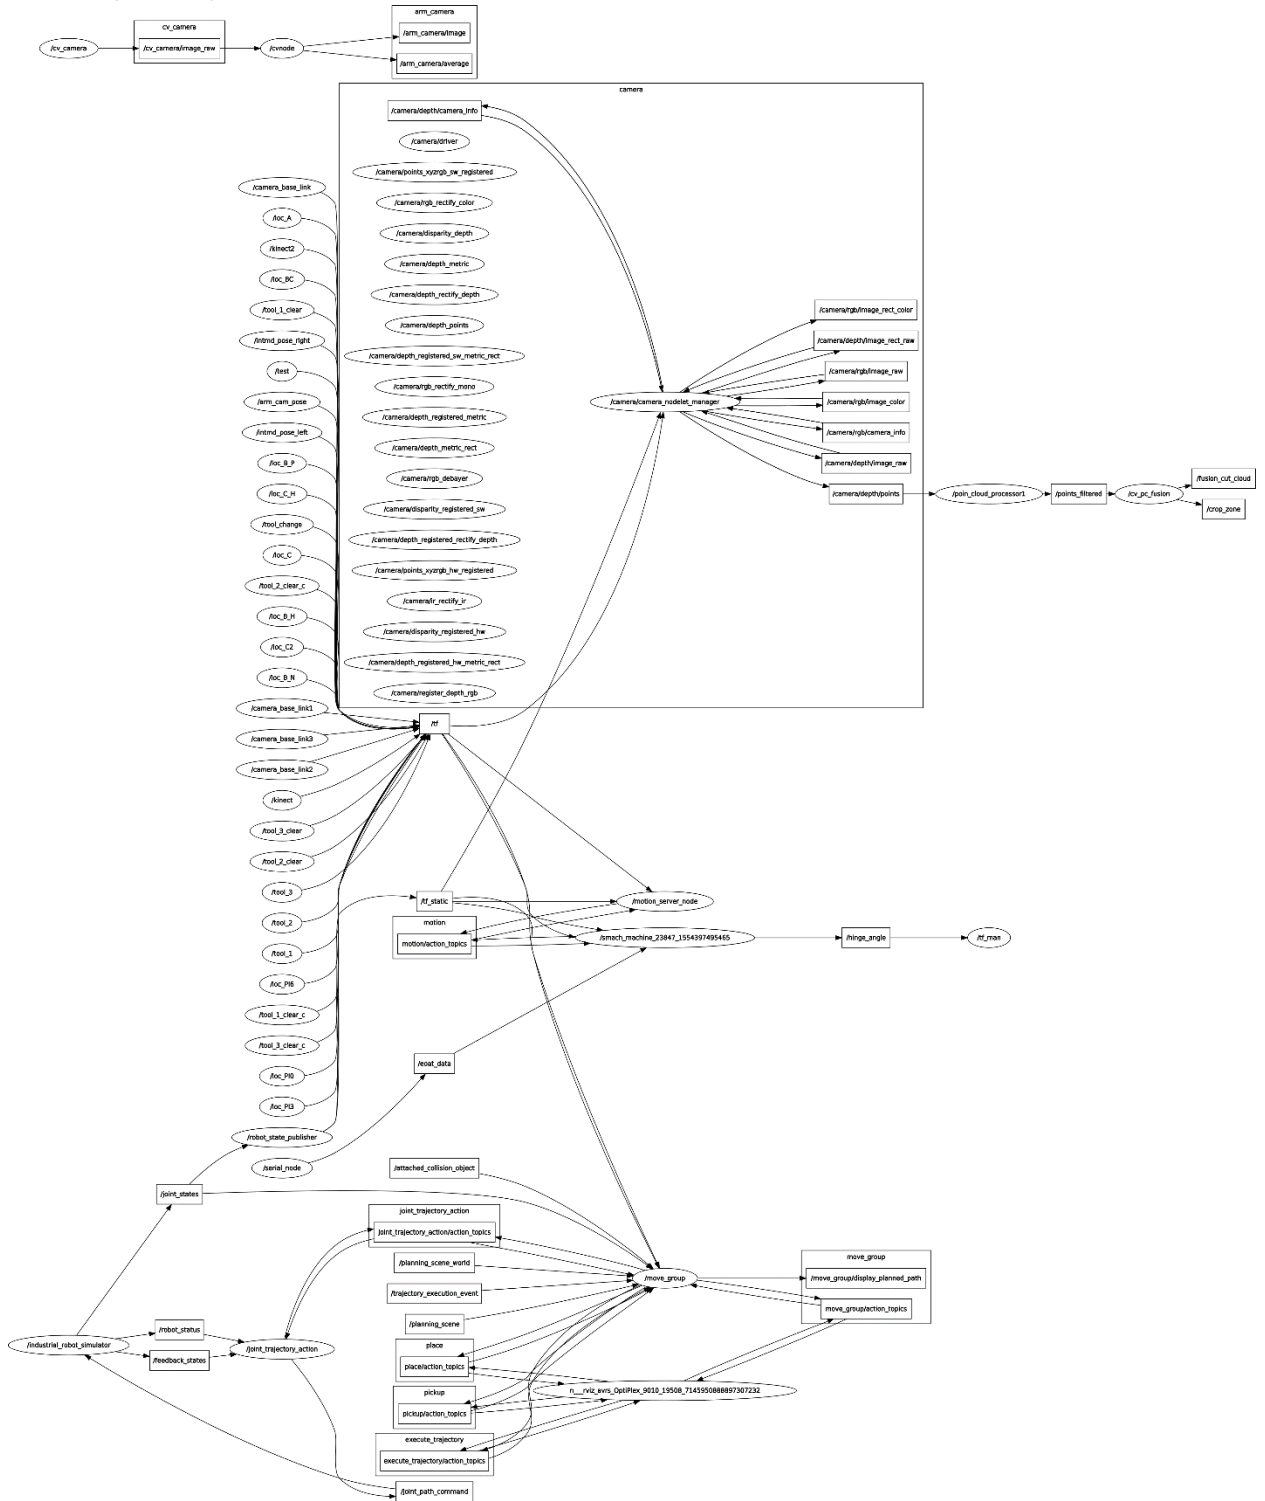 cv_camera
arm_camera
/cv_camera
/cv_camera/image_raw
/cvnode
/arm_camera/image
/arm_camera/average
camera
/camera/depth/camera_info
/camera/driver
/camera/points_xyzrgb_sw_registered
/camera/rgb_rectify_color
/camera/disparity_depth
/camera/depth_metric
/camera/depth_rectify_depth
/camera/depth_points
/camera/depth_registered_sw_metric_rect
/camera/rgb_rectify_mono
/camera/depth_registered_metric
/camera/depth_metric_rect
/camera/rgb_debayer
/camera/disparity_registered_sw
/camera/depth_registered_rectify_depth
/camera/points_xyzrgb_hw_registered
/camera/ir_rectify_ir
/camera/disparity_registered_hw
/camera/depth_registered_hw_metric_rect
/camera/register_depth_rgb
/camera/camera_nodelet_manager
/camera/rgb/image_rect_color
/camera/depth/image_rect_raw
/camera/rgb/image_raw
/camera/rgb/image_color
/camera/rgb/camera_info
/camera/depth/image_raw
/camera/depth/points
/poin_cloud_processor1
/points_filtered
/cv_pc_fusion
/fusion_cut_cloud
/crop_zone
/camera_base_link
/loc_A
/kinect2
/loc_BC
/tool_1_clear
/intmd_pose_right
/test
/arm_cam_pose
/intmd_pose_left
/loc_B_P
/loc_C_H
/tool_change
/loc_C
/tool_2_clear_c
/loc_B_H
/loc_C2
/loc_B_N
/camera_base_link1
/camera_base_link3
/camera_base_link2
/kinect
/tool_3_clear
/tool_2_clear
/tool_3
/tool_2
/tool_1
/loc_PI6
/tool_1_clear_c
/tool_3_clear_c
/loc_PI0
/loc_PI3
/robot_state_publisher
/serial_node
/tf
/tf_static
motion
motion/action_topics
/motion_server_node
/smach_machine_23847_1554397495465
/hinge_angle
/tf_man
/eoat_data
/joint_states
/attached_collision_object
joint_trajectory_action
joint_trajectory_action/action_topics
/planning_scene_world
/trajectory_execution_event
/planning_scene
/move_group
move_group
/move_group/display_planned_path
move_group/action_topics
/industrial_robot_simulator
/robot_status
/feedback_states
/joint_trajectory_action
place
place/action_topics
pickup
pickup/action_topics
n__rviz_avrs_OptiPlex_9010_19508_7145950888897307232
execute_trajectory
execute_trajectory/action_topics
/joint_path_command